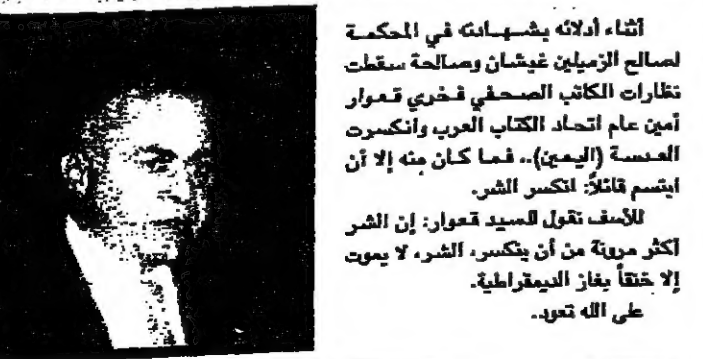 أثناء أدلائه بشهادته في المحكمة
لصالح الزميلين غيشان وصالحة سقطت
نظارات الكاتب الصحفي فخري قعوار
أمين عام اتحاد الكتاب العرب وانكسرت
العدسة (اليمين).. فما كان منه إلا أن
ابتسم قائلاً: انكسر الشر.
للأسف نقول للسيد قعوار: إن الشر
أكثر مرونة من أن ينكسر، الشر، لا يموت
إلا خنقاً بغاز الديمقراطية.
على الله تعود.